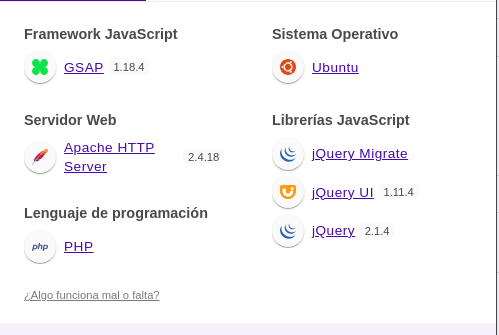 Framework JavaScript
GSAP 1.18.4
Servidor Web
Apache HTTP
Server 2.4.18
Lenguaje de programación
php PHP
Sistema Operativo
Ubuntu
Librerías JavaScript
jQuery Migrate
jQuery UI 1.11.4
jQuery 2.1.4
¿Algo funciona mal o falta?